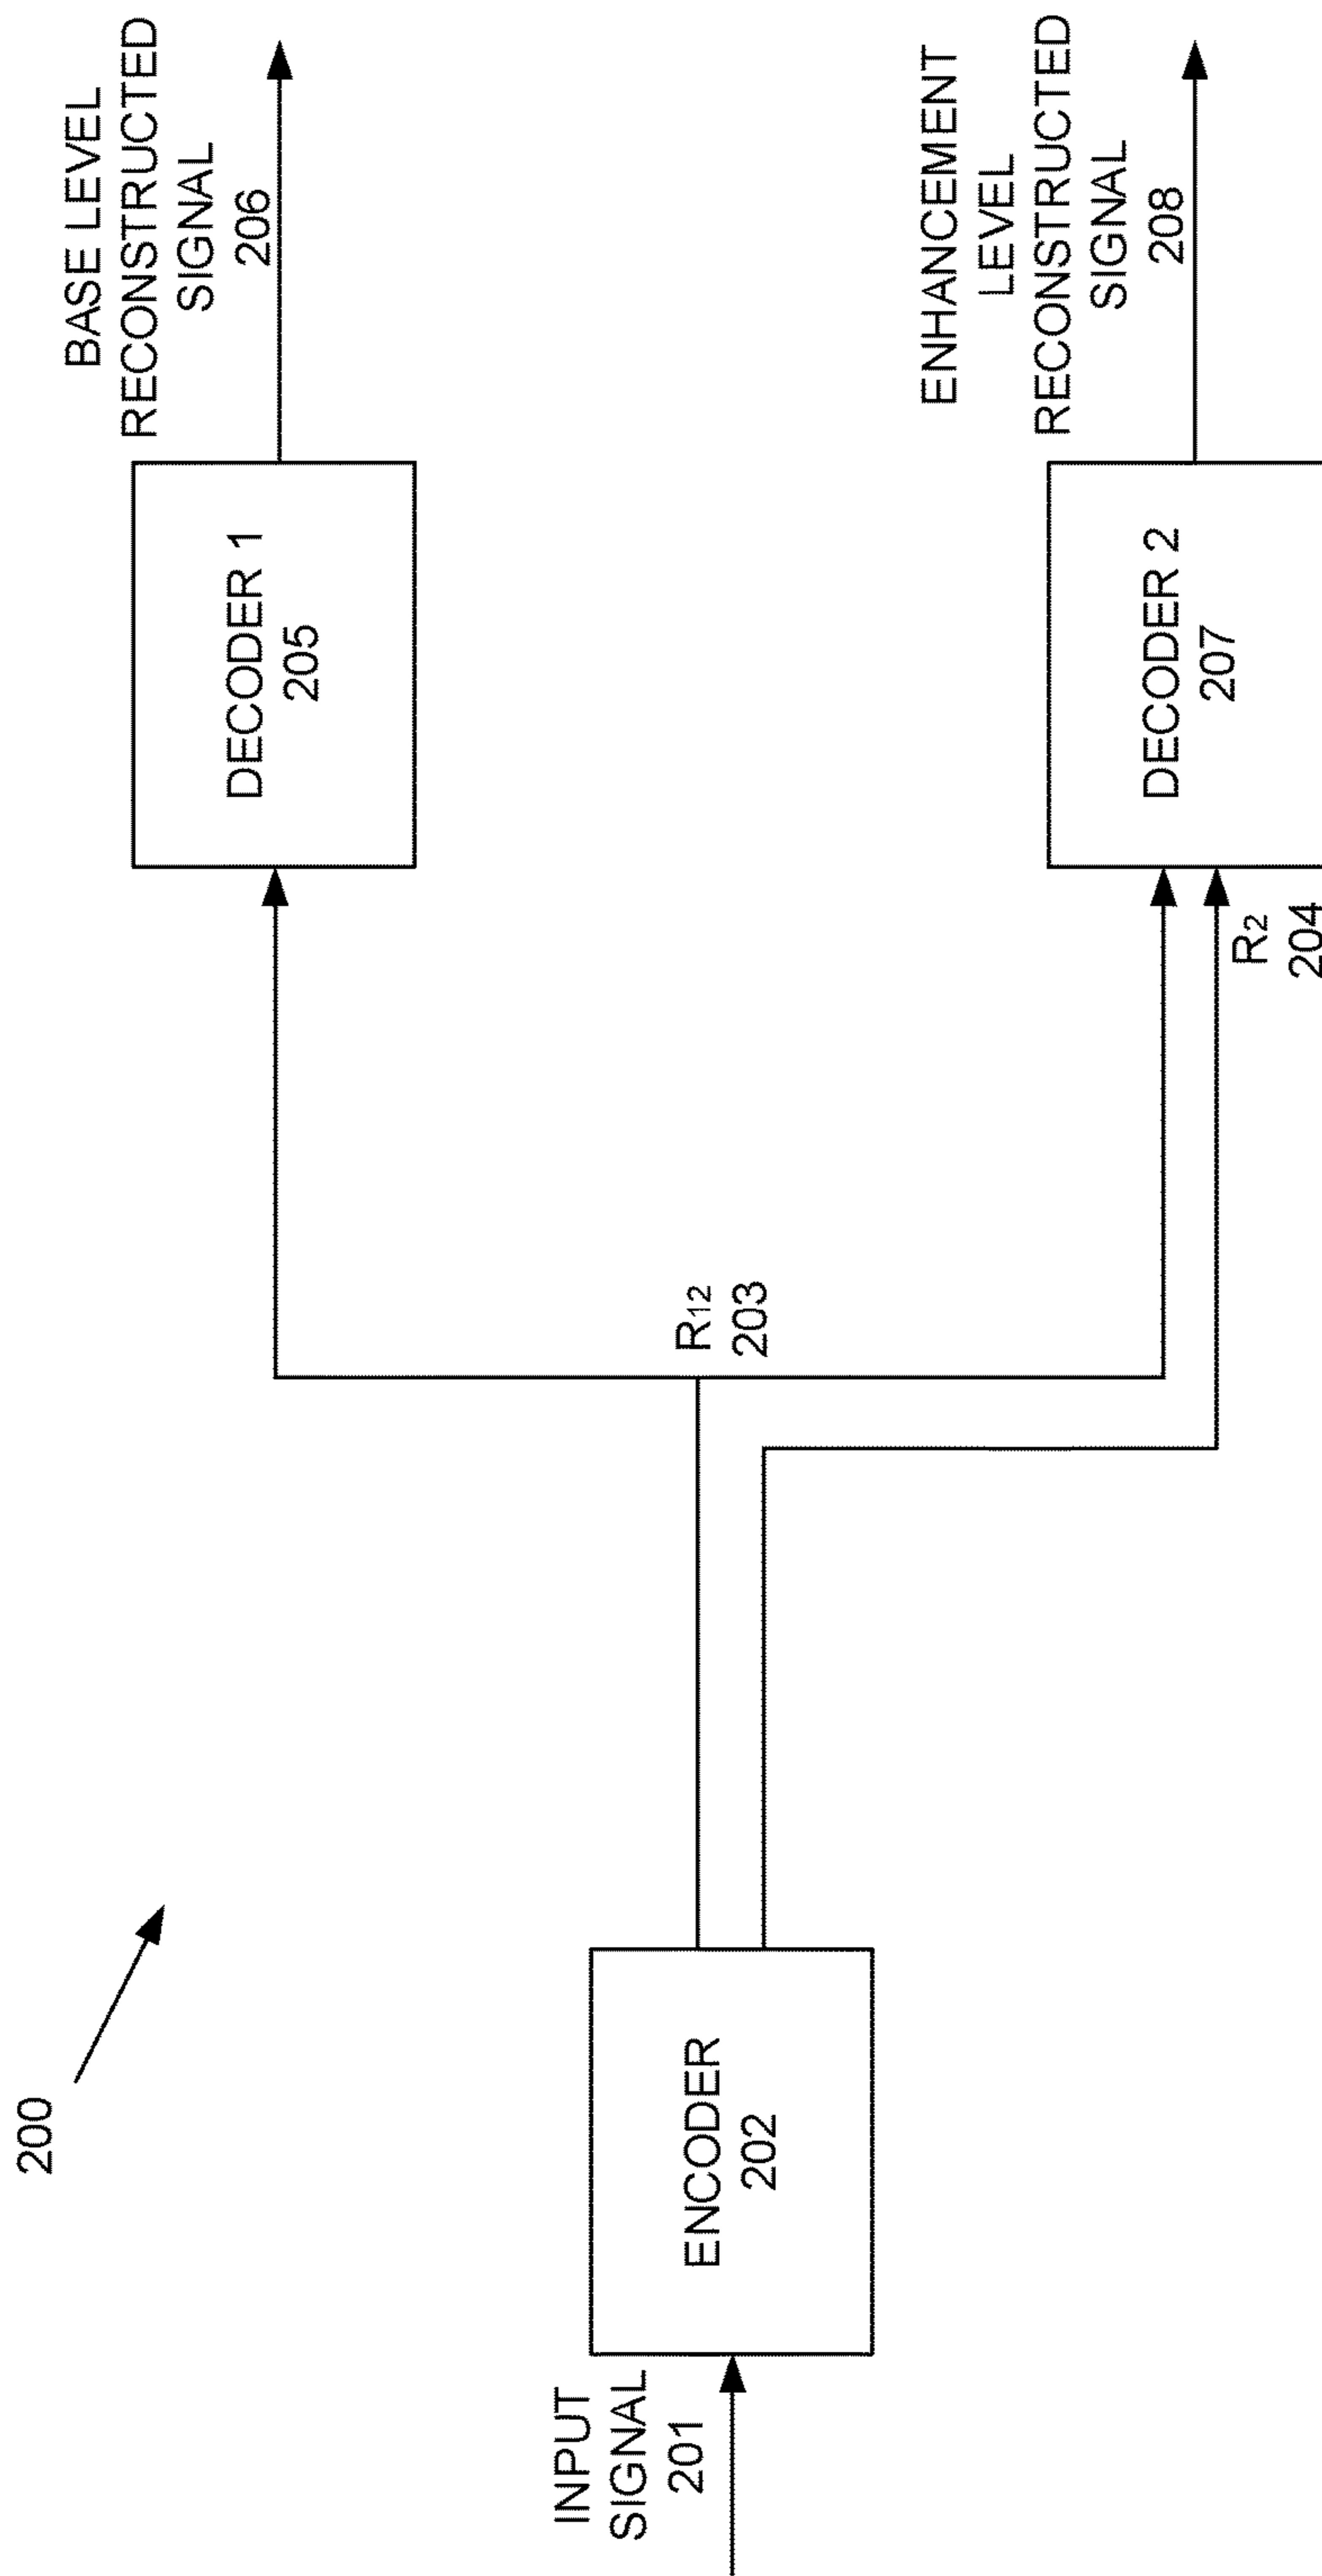 200
INPUT
SIGNAL
201
ENCODER
202
R12
203
DECODER 1
205
BASE LEVEL
RECONSTRUCTED
SIGNAL
206
R2
204
DECODER 2
207
ENHANCEMENT
LEVEL
RECONSTRUCTED
SIGNAL
208